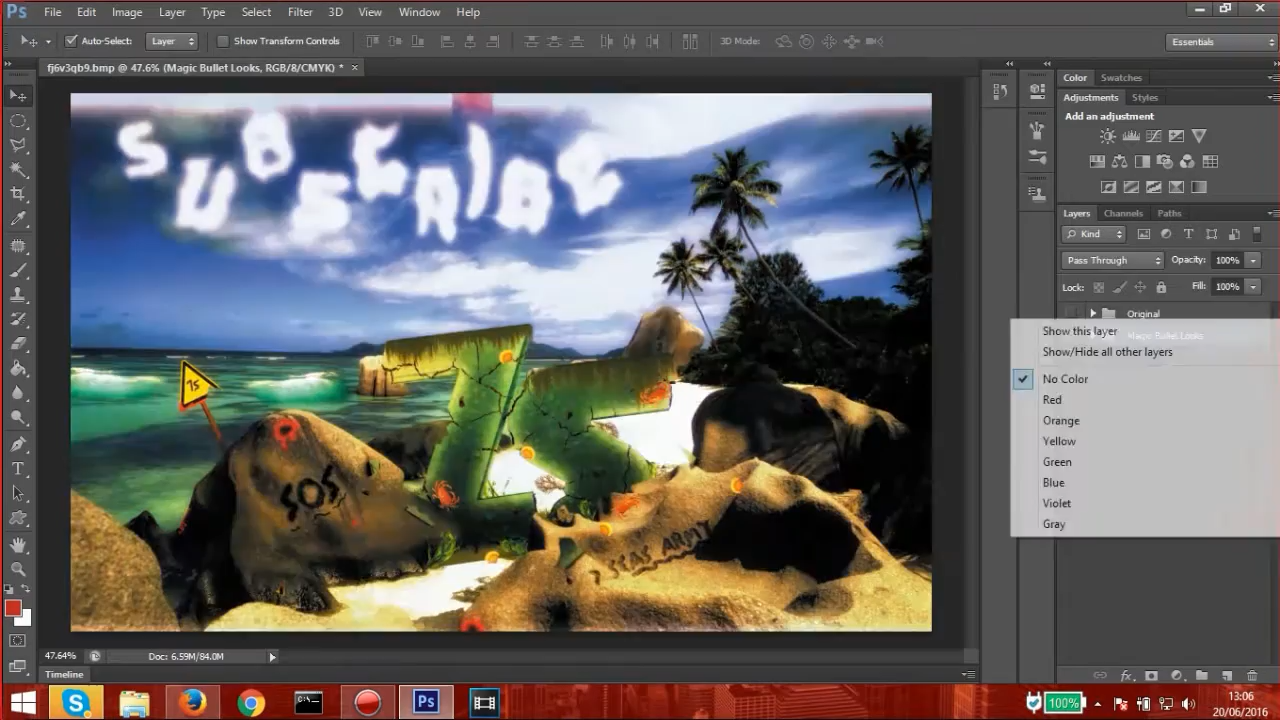 Ps File Edit Image Layer Type Select Filter 3D View Window Help
Auto-Select: Layer Show Transform Controls 3D Mode: Essentials
fj6v3qb9.bmp @ 47.6% (Magic Bullet Looks, RGB/8/CMYK) *
Color Swatches
Adjustments Styles
Add an adjustment
Layers Channels Paths
Kind
Pass Through Opacity: 100%
Lock: Fill: 100%
Original
Magic Bullet Looks
Show this layer
Show/Hide all other layers
No Color
Red
Orange
Yellow
Green
Blue
Violet
Gray
SUBSCRIBE
SOS
SEAS ARMY
47.64% Doc: 6.59M/84.0M
Timeline
100% 13:06
20/06/2016